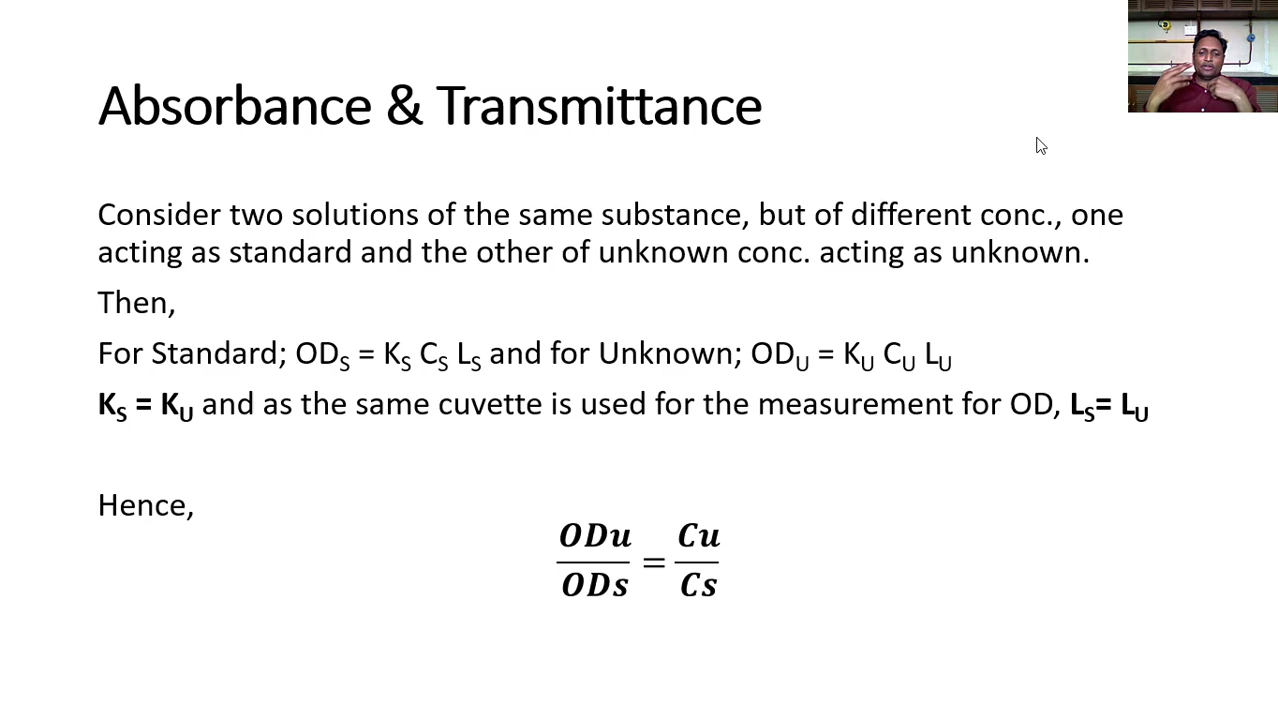 Absorbance & Transmittance
Consider two solutions of the same substance, but of different conc., one
acting as standard and the other of unknown conc. acting as unknown.
Then,
For Standard; ODS = KS CS LS and for Unknown; ODU = KU CU LU
KS = KU and as the same cuvette is used for the measurement for OD, LS= LU
Hence,
ODu/ODs = Cu/Cs